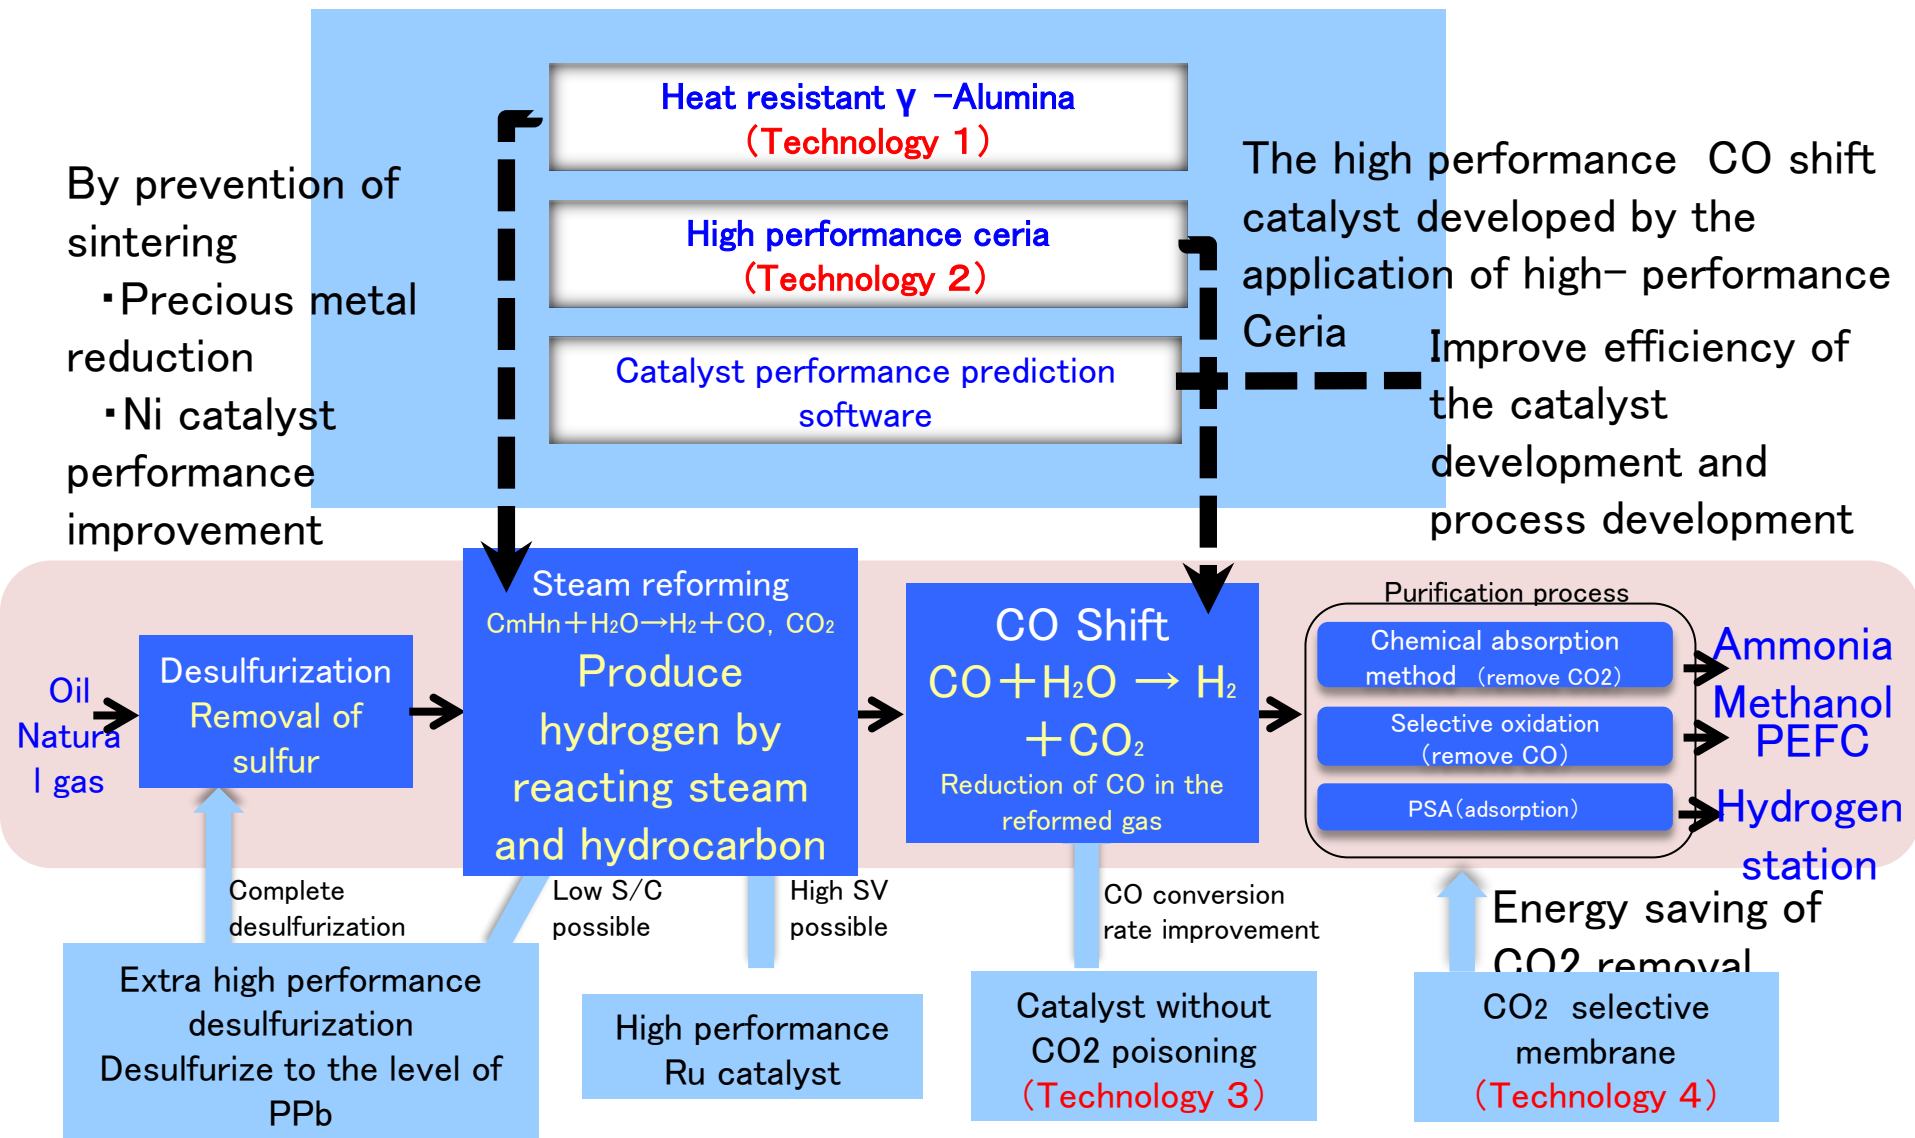 Heat resistant γ －Alumina
（Technology １）
High performance ceria
（Technology ２）
Catalyst performance prediction
software
By prevention of
sintering
・Precious metal
reduction
・Ni catalyst
performance
improvement
The high performance CO shift
catalyst developed by the
application of high− performance
Ceria
Improve efficiency of
the catalyst
development and
process development
Oil
Natura
l gas
Desulfurization
Removal of
sulfur
Steam reforming
CmHn＋H2O→H2＋CO, CO2
Produce
hydrogen by
reacting steam
and hydrocarbon
CO Shift
CO＋H2O → H2
＋CO2
Reduction of CO in the
reformed gas
Purification process
Chemical absorption
method （remove CO2）
Selective oxidation
（remove CO）
PSA（adsorption）
Ammonia
Methanol
PEFC
Hydrogen
station
Complete
desulfurization
Low S/C
possible
High SV
possible
CO conversion
rate improvement
Energy saving of
CO2 removal
Extra high performance
desulfurization
Desulfurize to the level of
PPb
High performance
Ru catalyst
Catalyst without
CO2 poisoning
（Technology ３）
CO2 selective
membrane
（Technology ４）